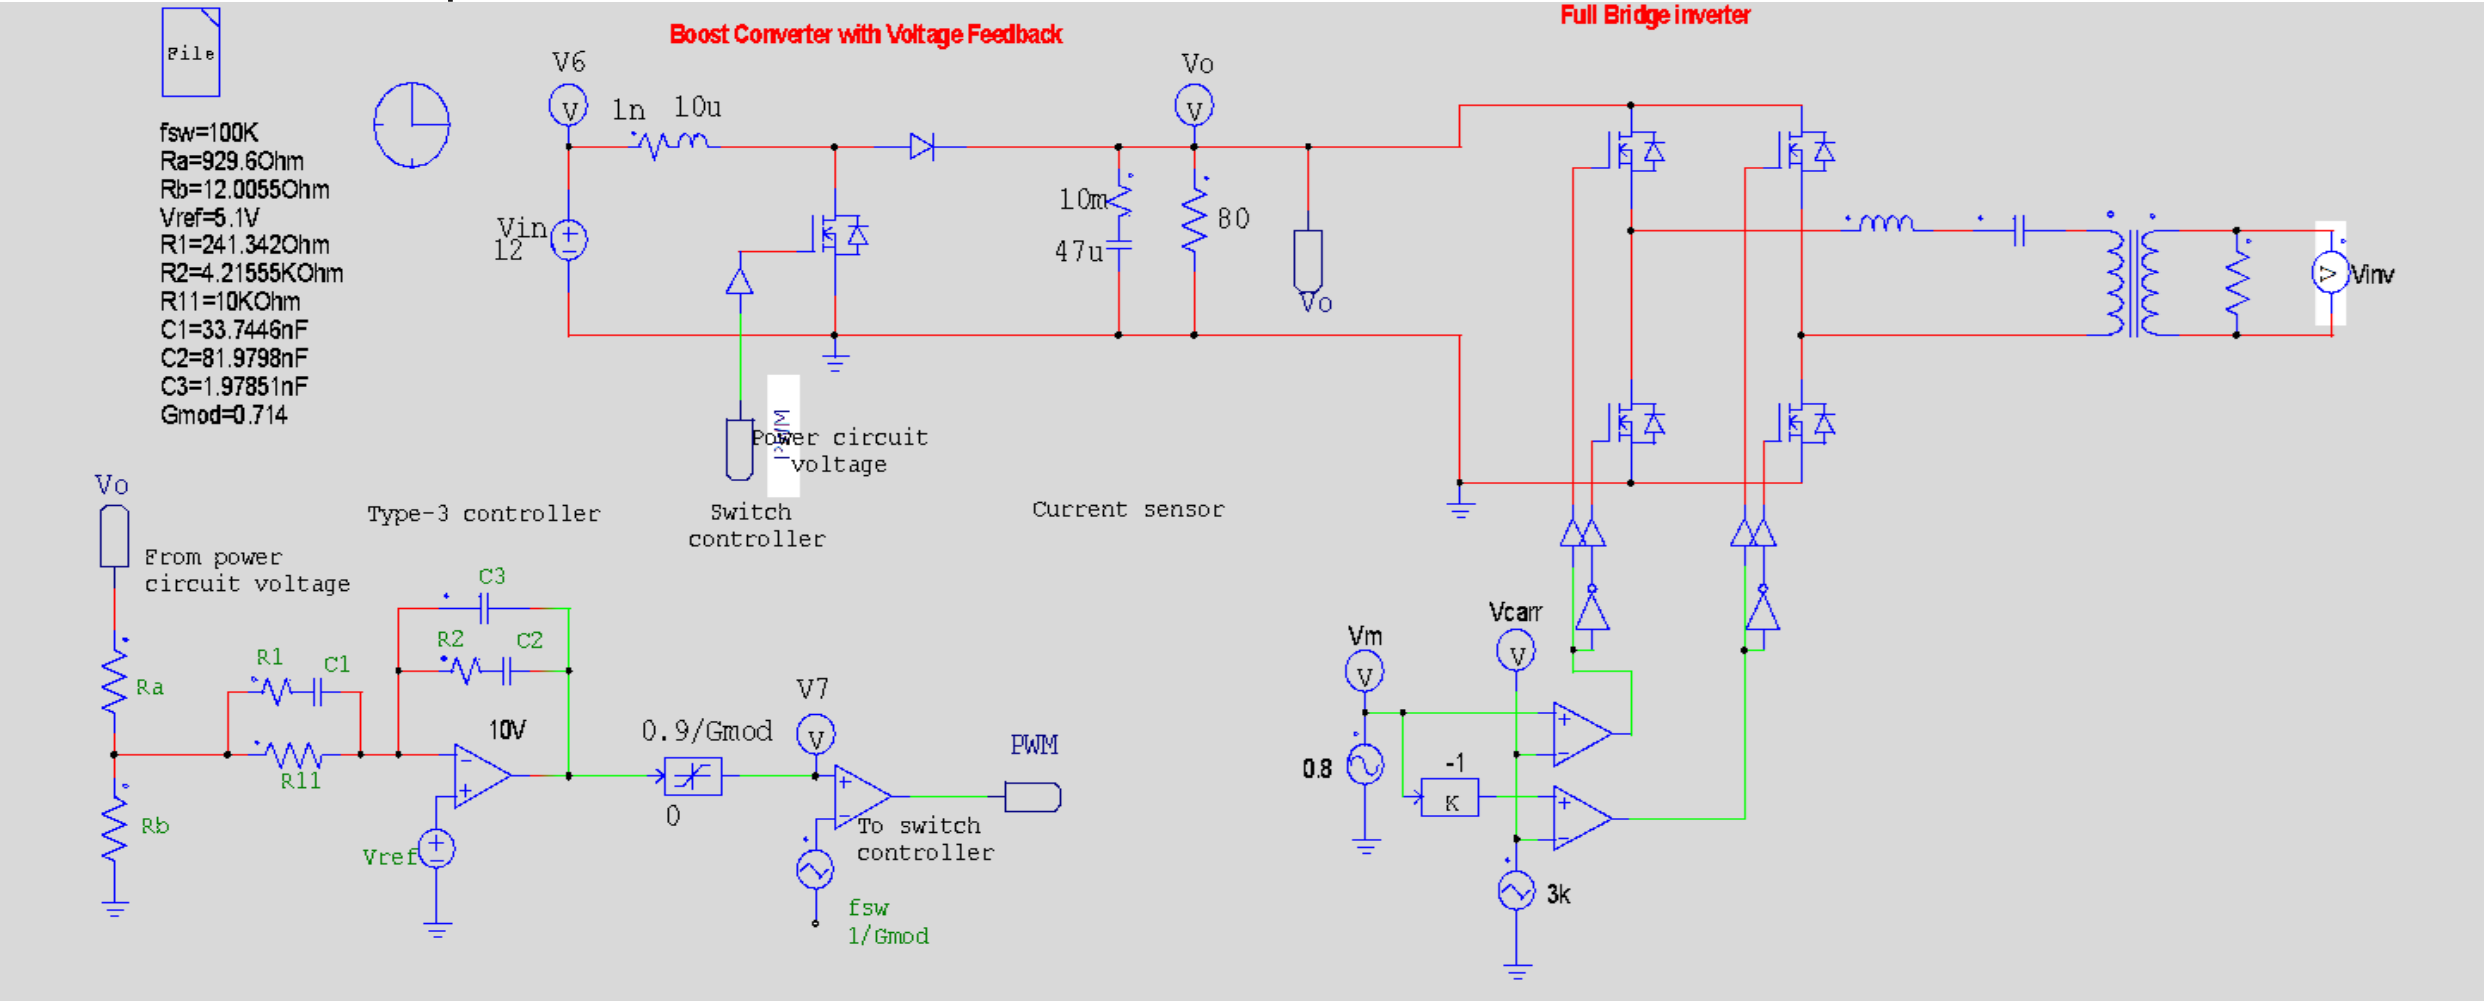 Boost Converter with Voltage Feedback
Full Bridge inverter
File
fsw=100K
Ra=929.6Ohm
Rb=12.0055Ohm
Vref=5.1V
R1=241.342Ohm
R2=4.21555KOhm
R11=10KOhm
C1=33.7446nF
C2=81.9798nF
C3=1.97851nF
Gmod=0.714
V6
V
1n
10u
Vin
12
Vo
V
10m
47u
80
Vo
V
Vinv
PWM
Power circuit
voltage
Switch
controller
Current sensor
Vo
From power
circuit voltage
Type-3 controller
C3
R2
C2
R1
C1
Ra
R11
Rb
10V
Vref
0.9/Gmod
0
V7
V
PWM
To switch
controller
fsw
1/Gmod
Vm
V
Vcarr
V
0.8
-1
K
3k